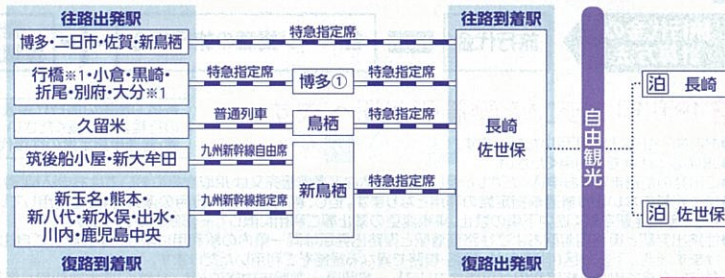 往路出発駅
往路到着駅
博多・二日市・佐賀・新鳥栖
特急指定席
行橋※1・小倉・黒崎・
折尾・別府・大分※1
特急指定席
博多①
特急指定席
久留米
普通列車
鳥栖
特急指定席
筑後船小屋・新大牟田
九州新幹線自由席
新玉名・熊本・
新八代・新水俣・出水・
川内・鹿児島中央
九州新幹線指定席
新鳥栖
特急指定席
長崎
佐世保
復路到着駅
復路出発駅
自由観光
泊 長崎
泊 佐世保